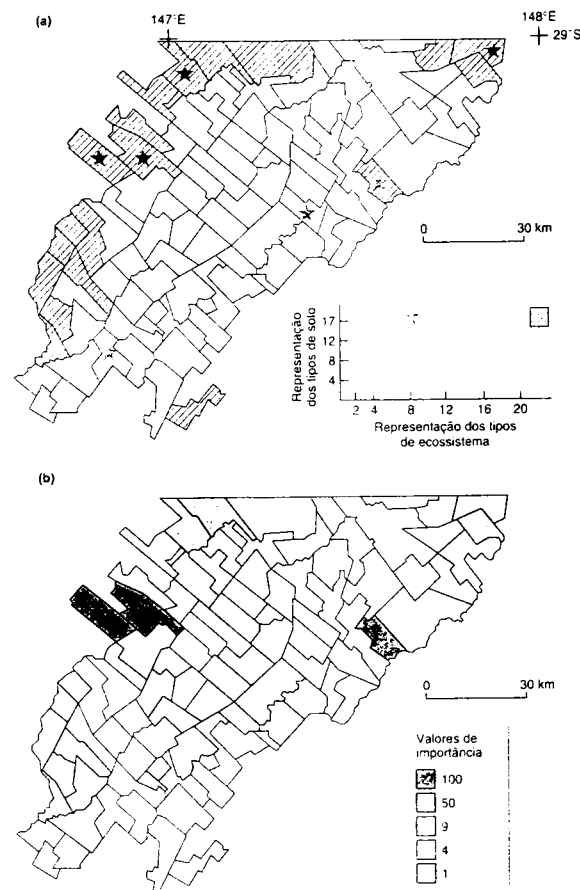 (a)
147°E
148°E
29°S
0 30 km
Representação
dos tipos de solo
17
12
8
4
2 4 8 12 16 20
Representação dos tipos
de ecossistema
(b)
0 30 km
Valores de
importância
100
50
9
4
1